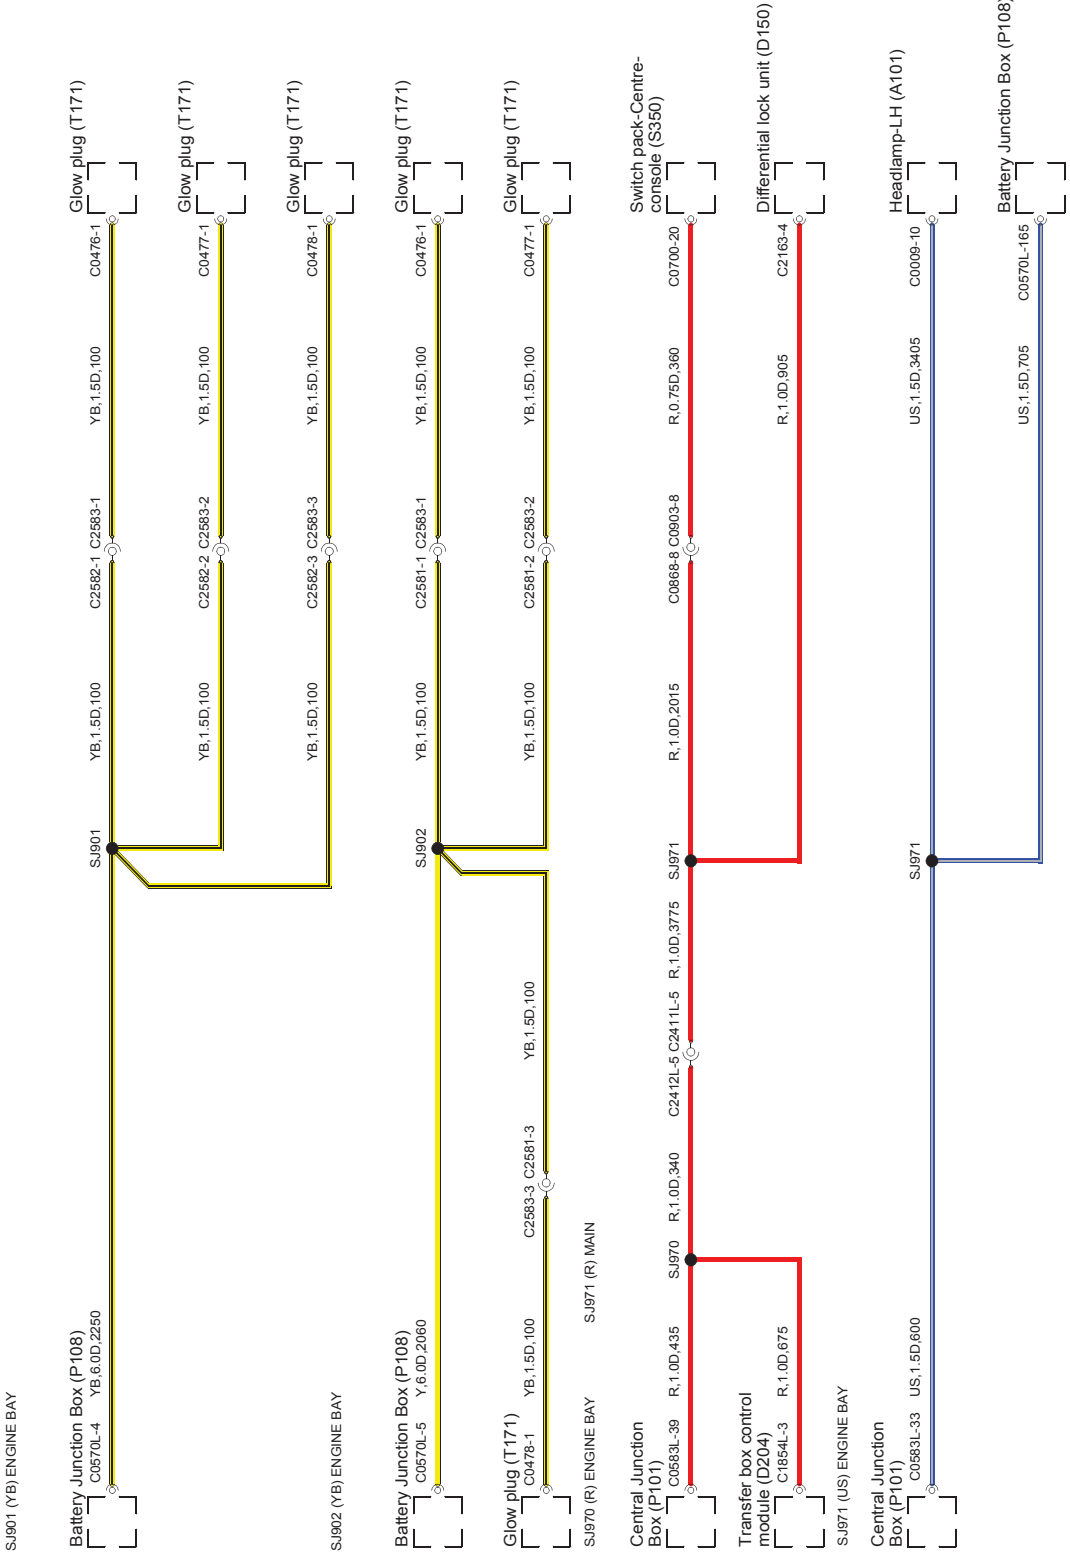 SJ901 (YB) ENGINE BAY
Battery Junction Box (P108)
C0570L-4
YB,6.0D,2250
SJ901
YB,1.5D,100
C2582-1
C2583-1
YB,1.5D,100
C0476-1
Glow plug (T171)
YB,1.5D,100
C2582-2
C2583-2
YB,1.5D,100
C0477-1
Glow plug (T171)
YB,1.5D,100
C2582-3
C2583-3
YB,1.5D,100
C0478-1
Glow plug (T171)
SJ902 (YB) ENGINE BAY
Battery Junction Box (P108)
C0570L-5
Y,6.0D,2060
SJ902
YB,1.5D,100
C2581-1
C2583-1
YB,1.5D,100
C0476-1
Glow plug (T171)
Glow plug (T171)
C0478-1
YB,1.5D,100
C2583-3
C2581-3
YB,1.5D,100
YB,1.5D,100
C2581-2
C2583-2
YB,1.5D,100
C0477-1
Glow plug (T171)
SJ970 (R) ENGINE BAY
SJ971 (R) MAIN
Central Junction
Box (P101)
C0583L-39
R,1.0D,435
SJ970
R,1.0D,340
C2412L-5
C2411L-5
R,1.0D,3775
SJ971
R,1.0D,2015
C0868-8
C0903-8
R,0.75D,360
C0700-20
Switch pack-Centre-
console (S350)
Transfer box control
module (D204)
C1854L-3
R,1.0D,675
R,1.0D,905
C2163-4
Differential lock unit (D150)
SJ971 (US) ENGINE BAY
Central Junction
Box (P101)
C0583L-33
US,1.5D,600
SJ971
US,1.5D,3405
C0009-10
Headlamp-LH (A101)
US,1.5D,705
C0570L-165
Battery Junction Box (P108)